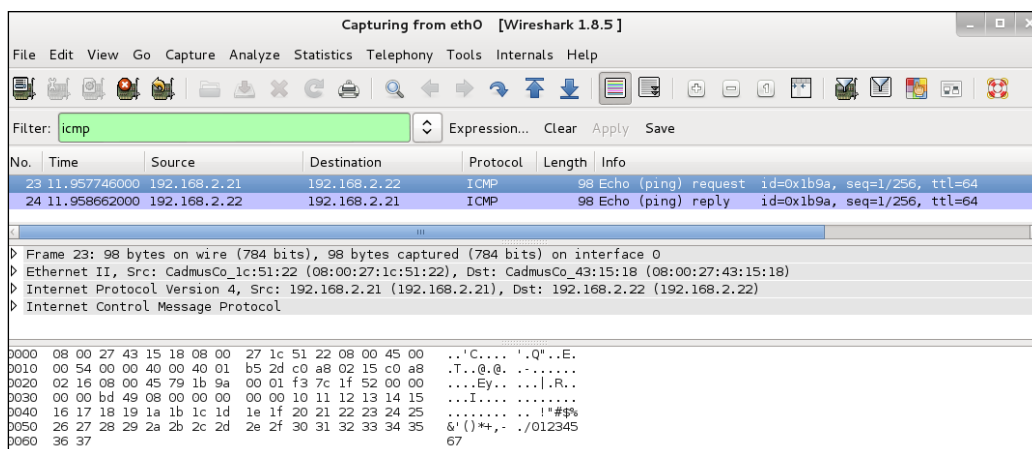 Capturing from eth0 [Wireshark 1.8.5 ]
File Edit View Go Capture Analyze Statistics Telephony Tools Internals Help
Filter: icmp Expression... Clear Apply Save
No. Time Source Destination Protocol Length Info
23 11.957746000 192.168.2.21 192.168.2.22 ICMP 98 Echo (ping) request id=0x1b9a, seq=1/256, ttl=64
24 11.958662000 192.168.2.22 192.168.2.21 ICMP 98 Echo (ping) reply id=0x1b9a, seq=1/256, ttl=64
Frame 23: 98 bytes on wire (784 bits), 98 bytes captured (784 bits) on interface 0
Ethernet II, Src: CadmusCo_1c:51:22 (08:00:27:1c:51:22), Dst: CadmusCo_43:15:18 (08:00:27:43:15:18)
Internet Protocol Version 4, Src: 192.168.2.21 (192.168.2.21), Dst: 192.168.2.22 (192.168.2.22)
Internet Control Message Protocol
0000 08 00 27 43 15 18 08 00 27 1c 51 22 08 00 45 00 ..'C.... '.Q"..E.
0010 00 54 00 00 40 00 40 01 b5 2d c0 a8 02 15 c0 a8 .T..@.@. .-......
0020 02 16 08 00 45 79 1b 9a 00 01 f3 7c 1f 52 00 00 ....Ey.. ...|.R..
0030 00 00 bd 49 08 00 00 00 00 00 10 11 12 13 14 15 ...I.... ........
0040 16 17 18 19 1a 1b 1c 1d 1e 1f 20 21 22 23 24 25 ........ .. !"#$%
0050 26 27 28 29 2a 2b 2c 2d 2e 2f 30 31 32 33 34 35 &'()*+,- ./012345
0060 36 37 67